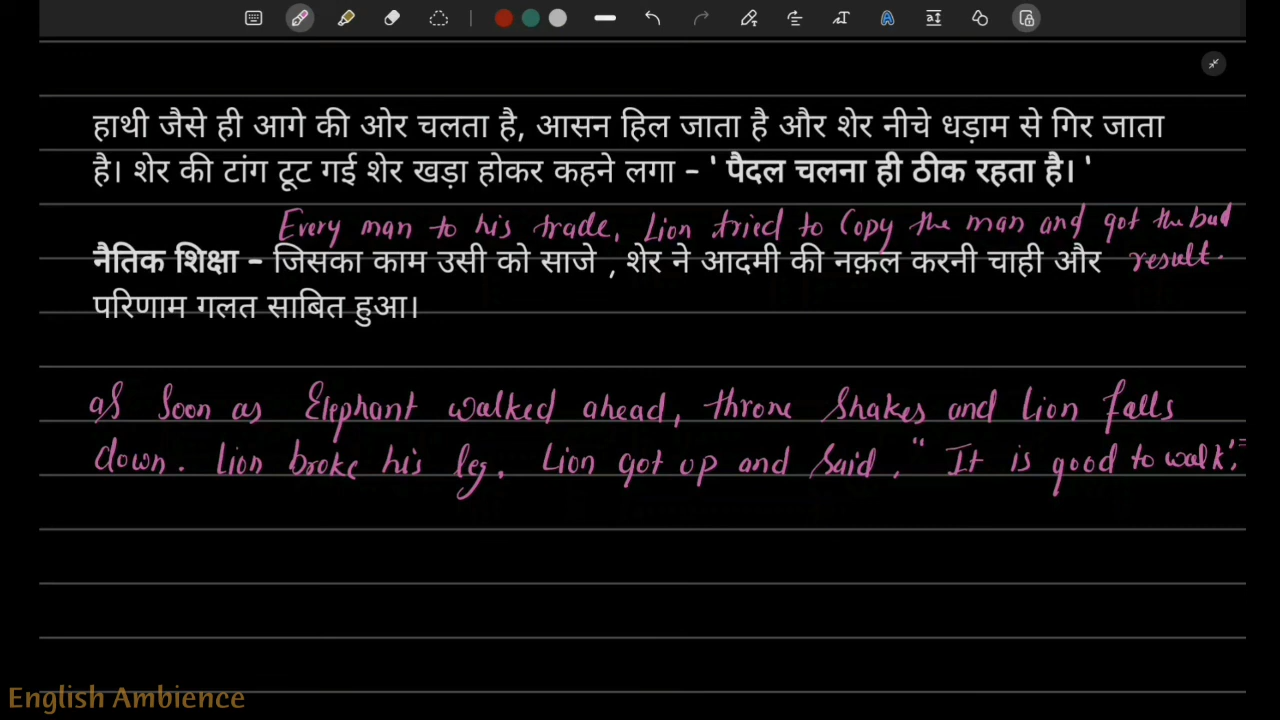 हाथी जैसे ही आगे की ओर चलता है, आसन हिल जाता है और शेर नीचे धड़ाम से गिर जाता
है। शेर की टांग टूट गई शेर खड़ा होकर कहने लगा – ' पैदल चलना ही ठीक रहता है। '
Every man to his trade, Lion tried to Copy the man and got the bad
नैतिक शिक्षा – जिसका काम उसी को साजे , शेर ने आदमी की नक़ल करनी चाही और result.
परिणाम गलत साबित हुआ।
as Soon as Elephant walked ahead, throne Shakes and Lion falls
down. Lion broke his leg. Lion got up and Said, "It is good to walk".
English Ambience